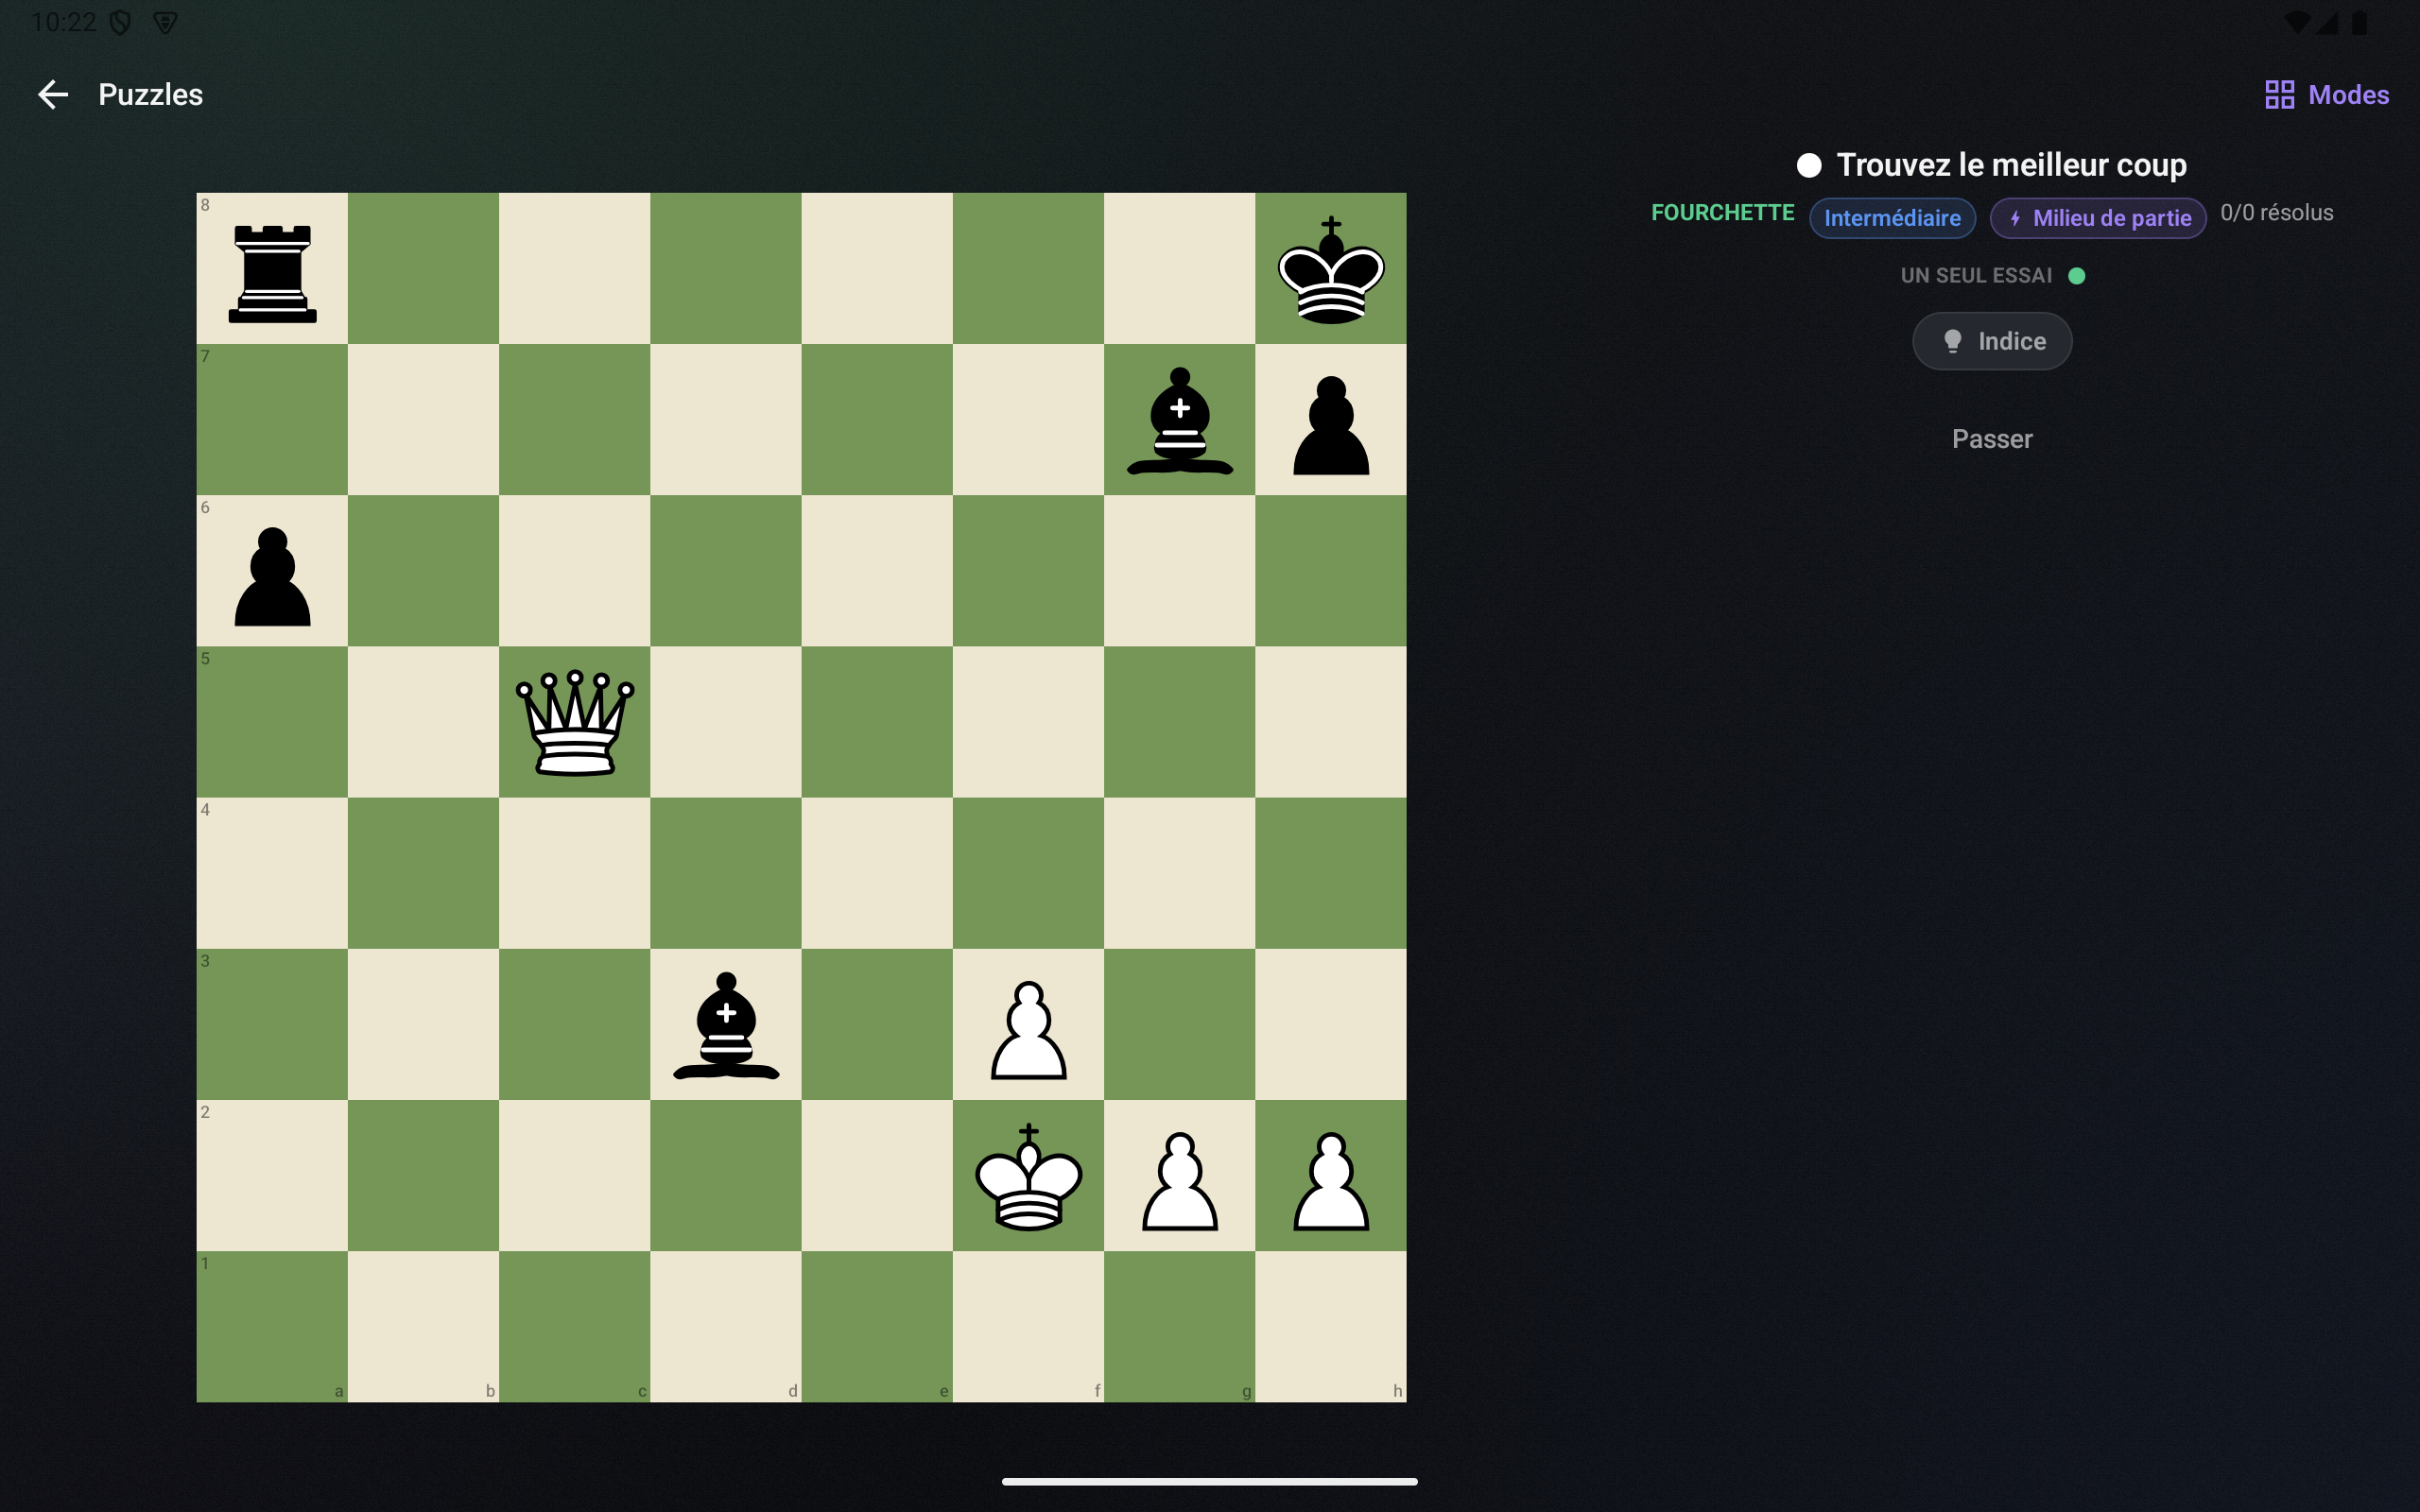 10:22
Puzzles
Modes
Trouvez le meilleur coup
FOURCHETTE Intermédiaire Milieu de partie 0/0 résolus
UN SEUL ESSAI
Indice
Passer
8
7
6
5
4
3
2
1
a b c d e f g h